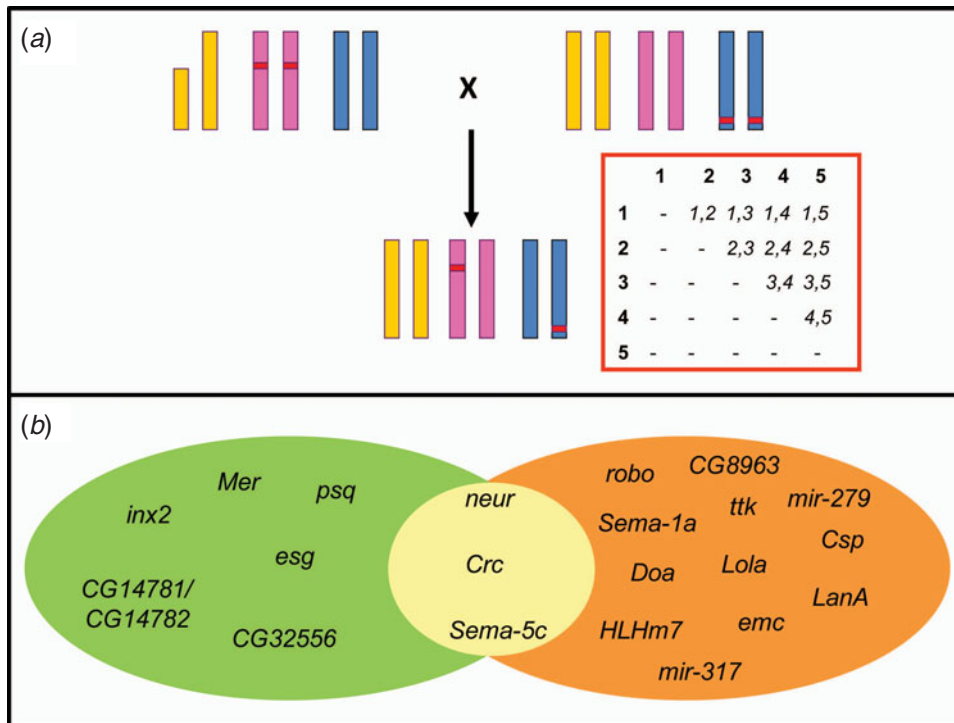 (a)
X
1 2 3 4 5
1 - 1,2 1,3 1,4 1,5
2 - - 2,3 2,4 2,5
3 - - - 3,4 3,5
4 - - - - 4,5
5 - - - - -
(b)
Mer
psq
inx2
esg
CG14781/
CG14782
CG32556
neur
Crc
Sema-5c
robo
CG8963
ttk
mir-279
Sema-1a
Csp
Doa
Lola
LanA
HLHm7
emc
mir-317